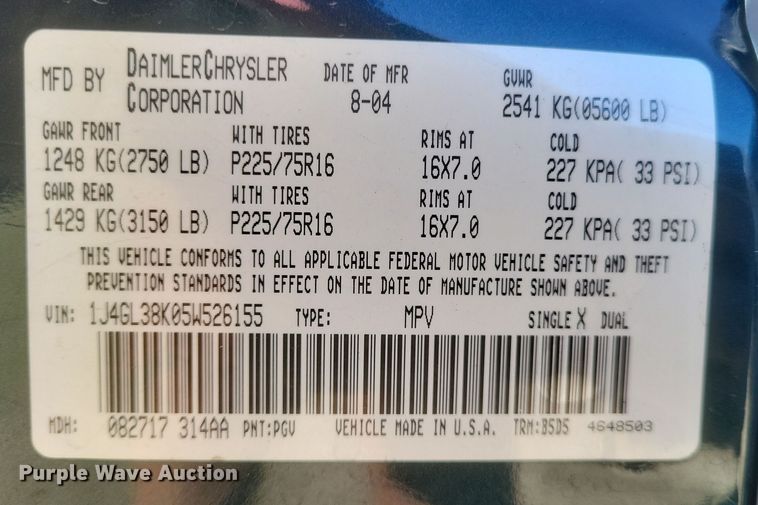 MFD BY DAIMLERCHRYSLER CORPORATION DATE OF MFR 8-04 GVWR 2541 KG(05600 LB)
GAWR FRONT WITH TIRES RIMS AT COLD
1248 KG(2750 LB) P225/75R16 16X7.0 227 KPA( 33 PSI)
GAWR REAR WITH TIRES RIMS AT COLD
1429 KG(3150 LB) P225/75R16 16X7.0 227 KPA( 33 PSI)
THIS VEHICLE CONFORMS TO ALL APPLICABLE FEDERAL MOTOR VEHICLE SAFETY AND THEFT
PREVENTION STANDARDS IN EFFECT ON THE DATE OF MANUFACTURE SHOWN ABOVE.
VIN: 1J4GL38K05W526155 TYPE: MPV SINGLE X DUAL
MDH: 082717 314AA PNT:PGV VEHICLE MADE IN U.S.A. TRM:B5D5 4648503
Purple Wave Auction